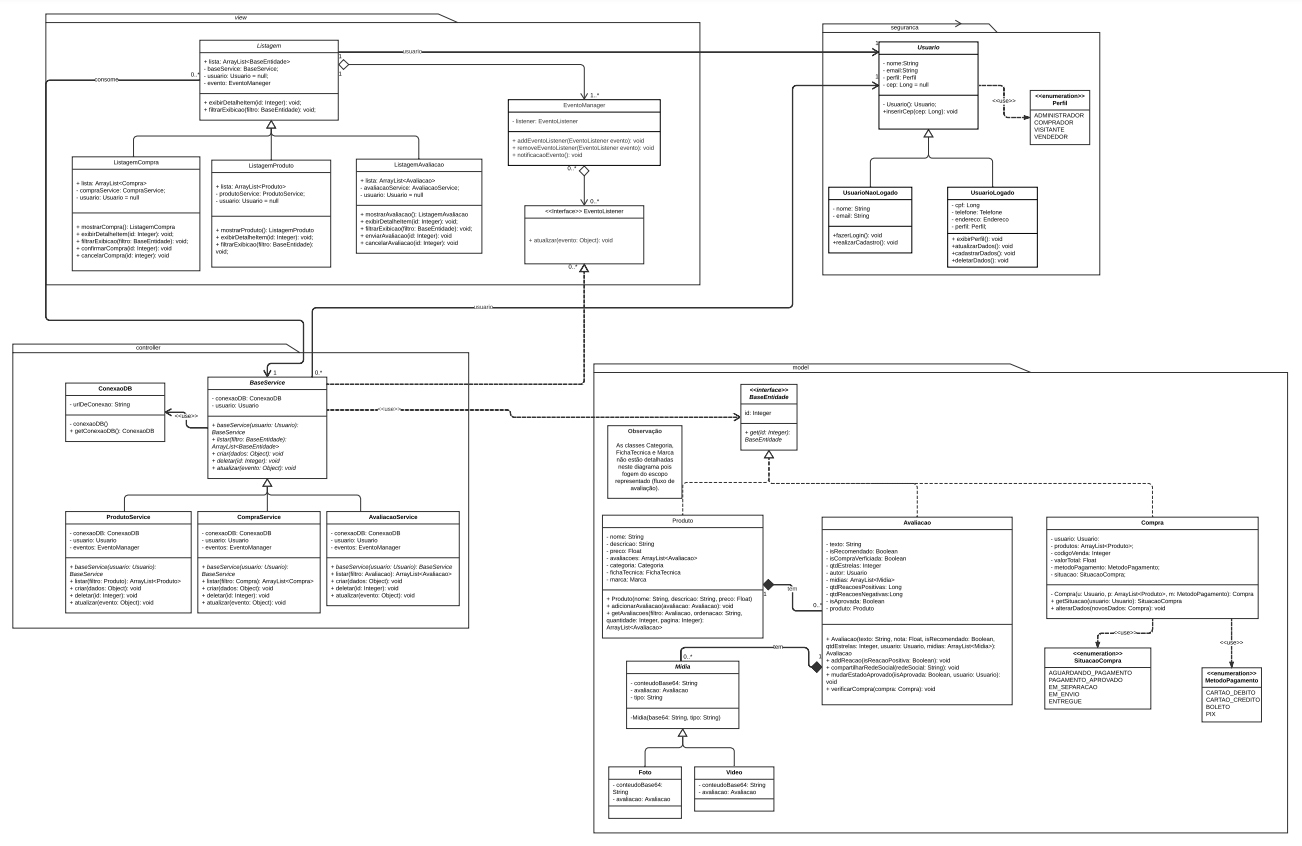 view
Listagem
+ lista: ArrayList<BaseEntidade>
- baseService: BaseService;
- usuario: Usuario = null;
- evento: EventoManeger
+ exibirDetalheItem(id: Integer): void;
+ filtrarExibicao(filtro: BaseEntidade): void;
usuario
1
1
0..*
consome
1..*
EventoManager
- listener: EventoListener
+ addEventoListener(EventoListener evento): void
+ removeEventoListener(EventoListener evento): void
+ notificacaoEvento(): void
0..*
0..*
<<Interface>> EventoListener
+ atualizar(evento: Object): void
0..*
ListagemCompra
+ lista: ArrayList<Compra>
- compraService: CompraService;
- usuario: Usuario = null
+ mostrarCompra(): ListagemCompra
+ exibirDetalheItem(id: Integer): void;
+ filtrarExibicao(filtro: BaseEntidade): void;
+ confirmarCompra(id: Integer): void
+ cancelarCompra(id: integer): void
ListagemProduto
+ lista: ArrayList<Produto>
- produtoService: ProdutoService;
- usuario: Usuario = null
+ mostrarProduto(): ListagemProduto
+ exibirDetalheItem(id: Integer): void;
+ filtrarExibicao(filtro: BaseEntidade):
void;
ListagemAvaliacao
+ lista: ArrayList<Avaliacao>
- avaliacaoService: AvaliacaoService;
- usuario: Usuario = null
+ mostrarAvaliacao(): ListagemAvaliacao
+ exibirDetalheItem(id: Integer): void;
+ filtrarExibicao(filtro: BaseEntidade): void;
+ enviarAvaliacao(id: Integer): void
+ cancelarAvaliacao(id: Integer): void
seguranca
1
1
Usuario
- nome:String
- email:String
- perfil: Perfil
- cep: Long = null
- Usuario(): Usuario;
+inserirCep(cep: Long): void
<<use>>
<<enumeration>>
Perfil
ADMINISTRADOR
COMPRADOR
VISITANTE
VENDEDOR
UsuarioNaoLogado
- nome: String
- email: String
+fazerLogin(): void
+realizarCadastro(): void
UsuarioLogado
- cpf: Long
- telefone: Telefone
- endereco: Endereco
- perfil: Perfil;
+ exibirPerfil(): void
+atualizarDados(): void
+cadastrarDados(): void
+deletarDados(): void
usuario
controller
1
0..*
ConexaoDB
- urlDeConexao: String
- conexaoDB()
+ getConexaoDB(): ConexaoDB
<<use>>
BaseService
- conexaoDB: ConexaoDB
- usuario: Usuario
+ baseService(usuario: Usuario):
BaseService
+ listar(filtro: BaseEntidade):
ArrayList<BaseEntidade>
+ criar(dados: Object): void
+ deletar(id: Integer): void
+ atualizar(evento: Object): void
<<use>>
ProdutoService
- conexaoDB: ConexaoDB
- usuario: Usuario
- eventos: EventoManager
+ baseService(usuario: Usuario):
BaseService
+ listar(filtro: Produto): ArrayList<Produto>
+ criar(dados: Object): void
+ deletar(id: Integer): void
+ atualizar(evento: Object): void
CompraService
- conexaoDB: ConexaoDB
- usuario: Usuario
- eventos: EventoManager
+ baseService(usuario: Usuario):
BaseService
+ listar(filtro: Compra): ArrayList<Compra>
+ criar(dados: Object): void
+ deletar(id: Integer): void
+ atualizar(evento: Object): void
AvaliacaoService
- conexaoDB: ConexaoDB
- usuario: Usuario
- eventos: EventoManager
+ baseService(usuario: Usuario): BaseService
+ listar(filtro: Avaliacao): ArrayList<Avaliacao>
+ criar(dados: Object): void
+ deletar(id: Integer): void
+ atualizar(evento: Object): void
model
<<interface>>
BaseEntidade
id: Integer
+ get(id: Integer):
BaseEntidade
Observação
As classes Categoria,
FichaTecnica e Marca
não estão detalhadas
neste diagrama pois
fogem do escopo
representado (fluxo de
avaliação).
Produto
- nome: String
- descricao: String
- preco: Float
- avaliacoes: ArrayList<Avaliacao>
- categoria: Categoria
- fichaTecnica: FichaTecnica
- marca: Marca
+ Produto(nome: String, descricao: String, preco: Float)
+ adicionarAvaliacao(avaliacao: Avaliacao): void
+ getAvaliacoes(filtro: Avaliacao, ordenacao: String,
quantidade: Integer, pagina: Integer):
ArrayList<Avaliacao>
1
têm
0..*
Avaliacao
- texto: String
- isRecomendo: Boolean
- isCompraVerficiada: Boolean
- qtdEstrelas: Integer
- autor: Usuario
- midias: ArrayList<Midia>
- qtdReacoesPositivas: Long
- qtdReacoesNegativas:Long
- isAprovada: Boolean
- produto: Produto
+ Avaliacao(texto: String, nota: Float, isRecomendado: Boolean,
qtdEstrelas: Integer, usuario: Usuario, midias: ArrayList<Midia>):
Avaliacao
+ addReacao(isReacaoPositiva: Boolean): void
+ compartilharRedeSocial(redeSocial: String): void
+ mudarEstadoAprovado(iisAprovada: Boolean, usuario: Usuario):
void
+ verificarCompra(compra: Compra): void
Compra
- usuario: Usuario:
- produtos: ArrayList<Produto>;
- codigoVenda: Integer
- valorTotal: Float
- metodoPagamento: MetodoPagamento;
- situacao: SituacaoCompra;
- Compra(u: Usuario, p: ArrayList<Produto>, m: MetodoPagamento): Compra
+ getSituacao(usuario: Usuario): SituacaoCompra
+ alterarDados(novosDados: Compra): void
<<use>>
<<use>>
<<enumeration>>
SituacaoCompra
AGUARDANDO_PAGAMENTO
PAGAMENTO_APROVADO
EM_SEPARACAO
EM_ENVIO
ENTREGUE
<<enumeration>>
MetodoPagamento
CARTAO_DEBITO
CARTAO_CREDITO
BOLETO
PIX
0..*
tem
1
Midia
- conteudoBase64: String
- avaliacao: Avaliacao
- tipo: String
-Midia(base64: String, tipo: String)
Foto
- conteudoBase64:
String
- avaliacao: Avaliacao
Video
- conteudoBase64: String
- avaliacao: Avaliacao